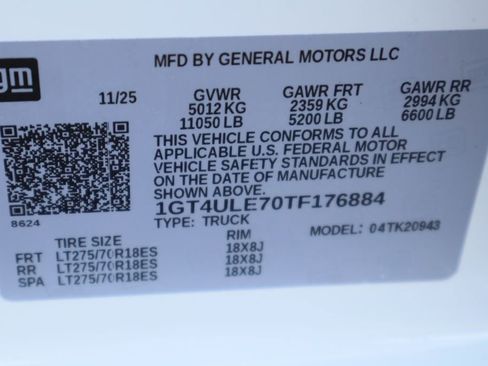 gm
MFD BY GENERAL MOTORS LLC
11/25 GVWR GAWR FRT GAWR RR
5012 KG 2359 KG 2994 KG
11050 LB 5200 LB 6600 LB
THIS VEHICLE CONFORMS TO ALL
APPLICABLE U.S. FEDERAL MOTOR
VEHICLE SAFETY STANDARDS IN EFFECT
ON THE DATE OF MANUFACTURE
SHOWN ABOVE.
1GT4ULE70TF176884
8624 TYPE: TRUCK MODEL: 04TK20943
TIRE SIZE RIM
FRT LT275/70R18ES 18X8J
RR LT275/70R18ES 18X8J
SPA LT275/70R18ES 18X8J